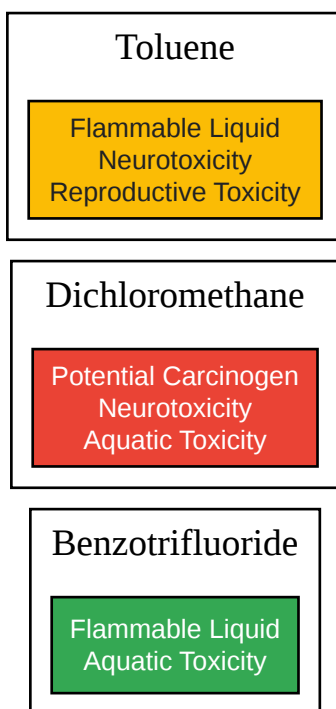 Toluene
Flammable Liquid
Neurotoxicity
Reproductive Toxicity
Dichloromethane
Potential Carcinogen
Neurotoxicity
Aquatic Toxicity
Benzotrifluoride
Flammable Liquid
Aquatic Toxicity